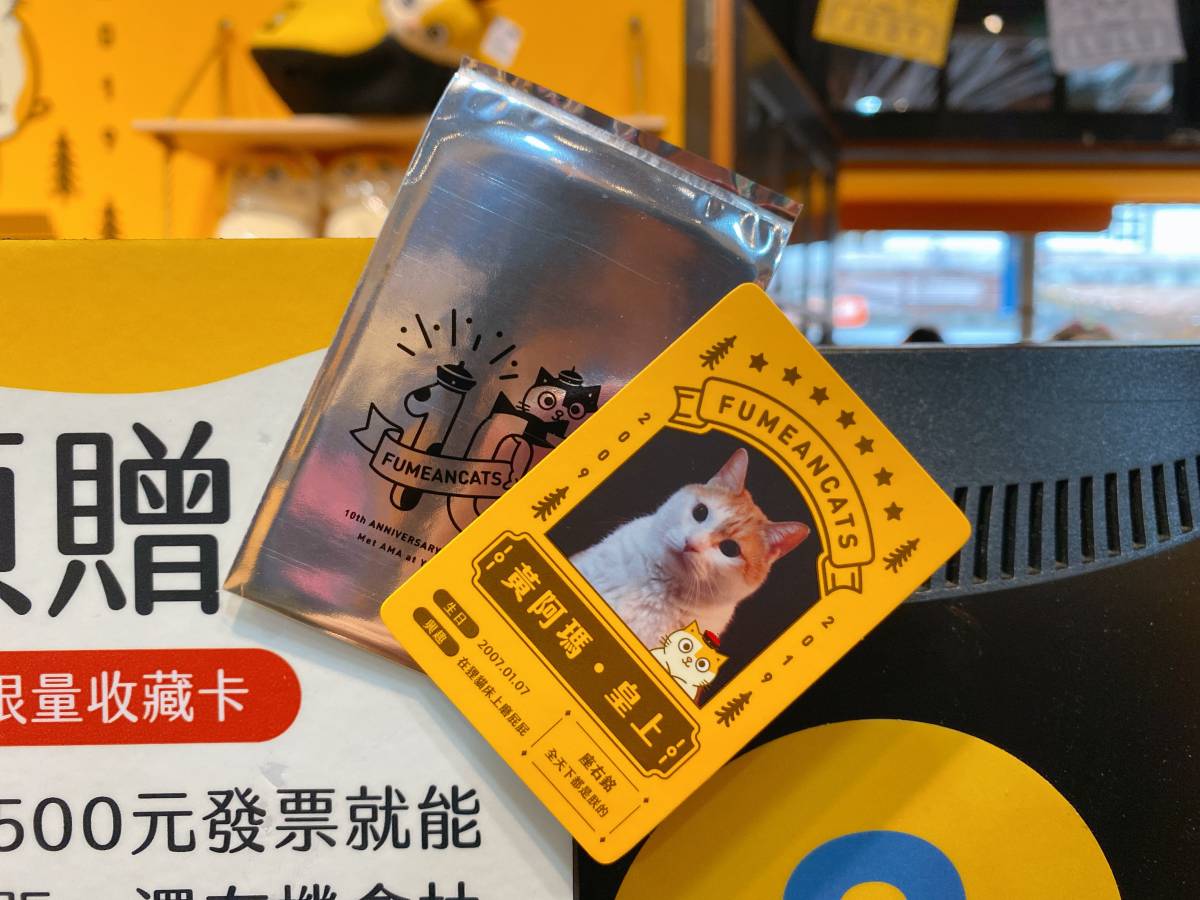 贈
限量收藏卡
500元發票就能
FUMEANCATS
10th ANNIVERSARY
Met AMA at
FUMEANCATS
2009
2019
黃阿瑪・皇上
生日
2007.01.07
興趣
在狸貓床上磨屁屁
座右銘
全天下都是朕的